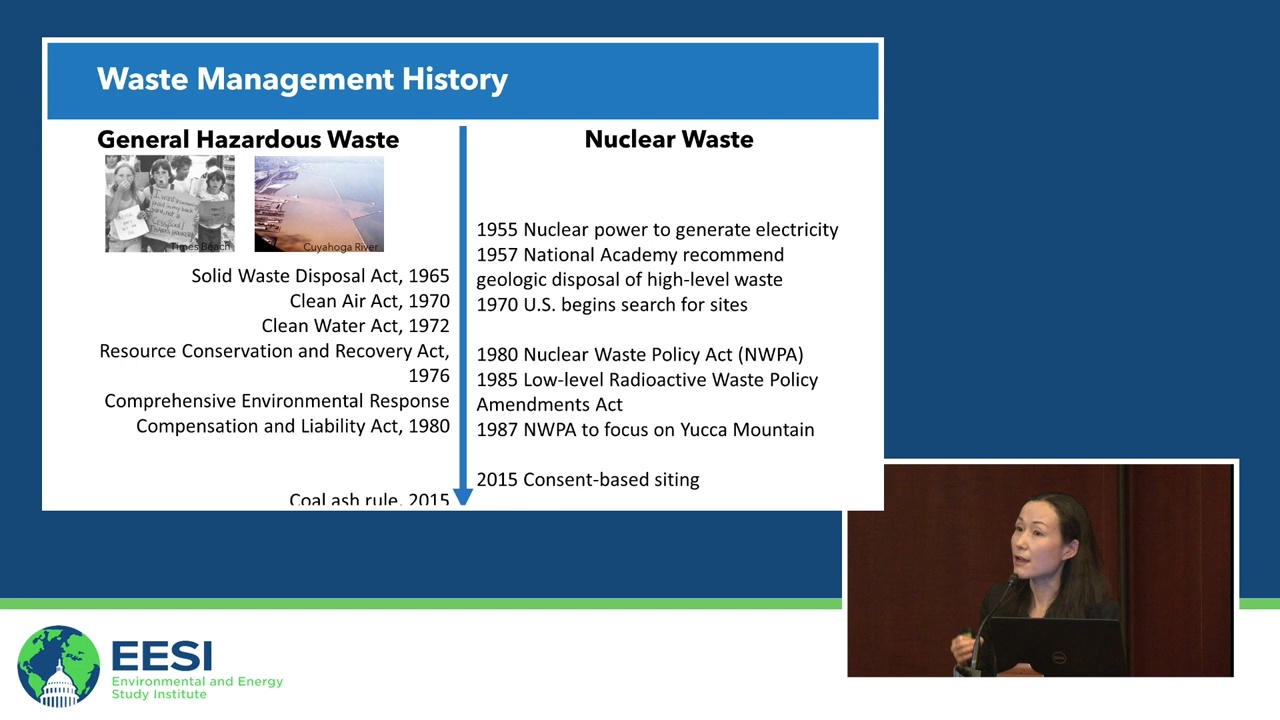 Waste Management History
General Hazardous Waste
Times Beach
Cuyahoga River
Solid Waste Disposal Act, 1965
Clean Air Act, 1970
Clean Water Act, 1972
Resource Conservation and Recovery Act,
1976
Comprehensive Environmental Response
Compensation and Liability Act, 1980
Coal ash rule, 2015
Nuclear Waste
1955 Nuclear power to generate electricity
1957 National Academy recommend
geologic disposal of high-level waste
1970 U.S. begins search for sites
1980 Nuclear Waste Policy Act (NWPA)
1985 Low-level Radioactive Waste Policy
Amendments Act
1987 NWPA to focus on Yucca Mountain
2015 Consent-based siting
EESI
Environmental and Energy
Study Institute